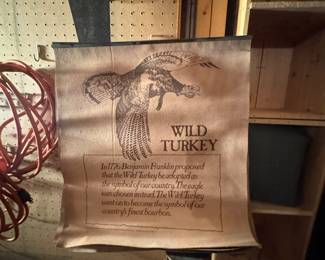 WILD
TURKEY
In 1776 Benjamin Franklin proposed
that the Wild Turkey be adopted as
the symbol of our country. The eagle
was chosen instead. The Wild Turkey
went on to become the symbol of our
country's finest bourbon.